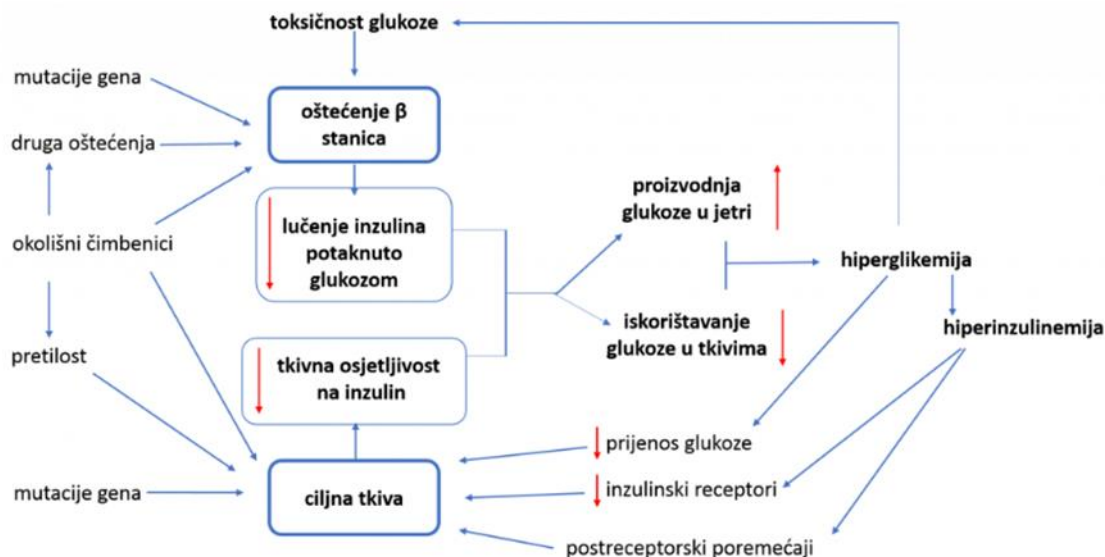 toksičnost glukoze
mutacije gena
oštećenje β
stanica
druga oštećenja
proizvodnja
glukoze u jetri
lučenje inzulina
potaknuto
glukozom
okolišni čimbenici
hiperglikemija
iskorištavanje
glukoze u tkivima
hiperinzulinemija
pretilost
tkivna osjetljivost
na inzulin
prijenos glukoze
mutacije gena
ciljna tkiva
inzulinski receptori
postreceptorski poremećaji